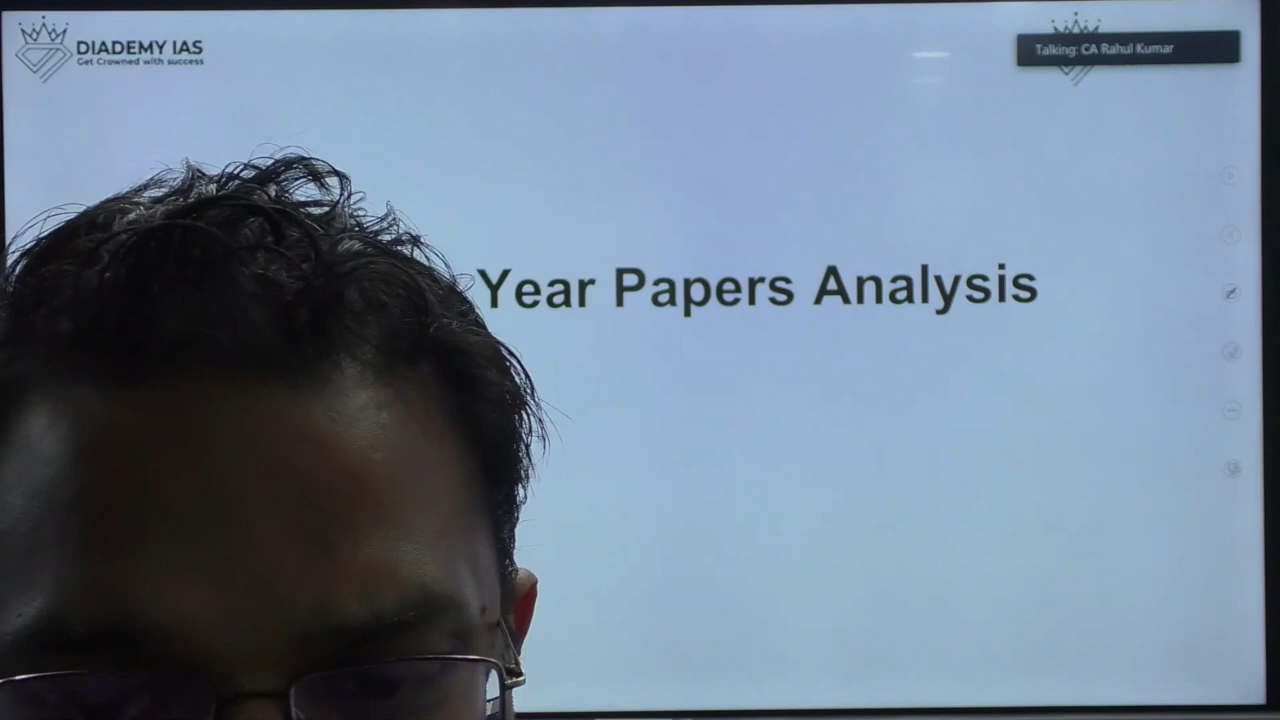 DIADEMY IAS
Get Crowned with success
Talking: CA Rahul Kumar
Year Papers Analysis